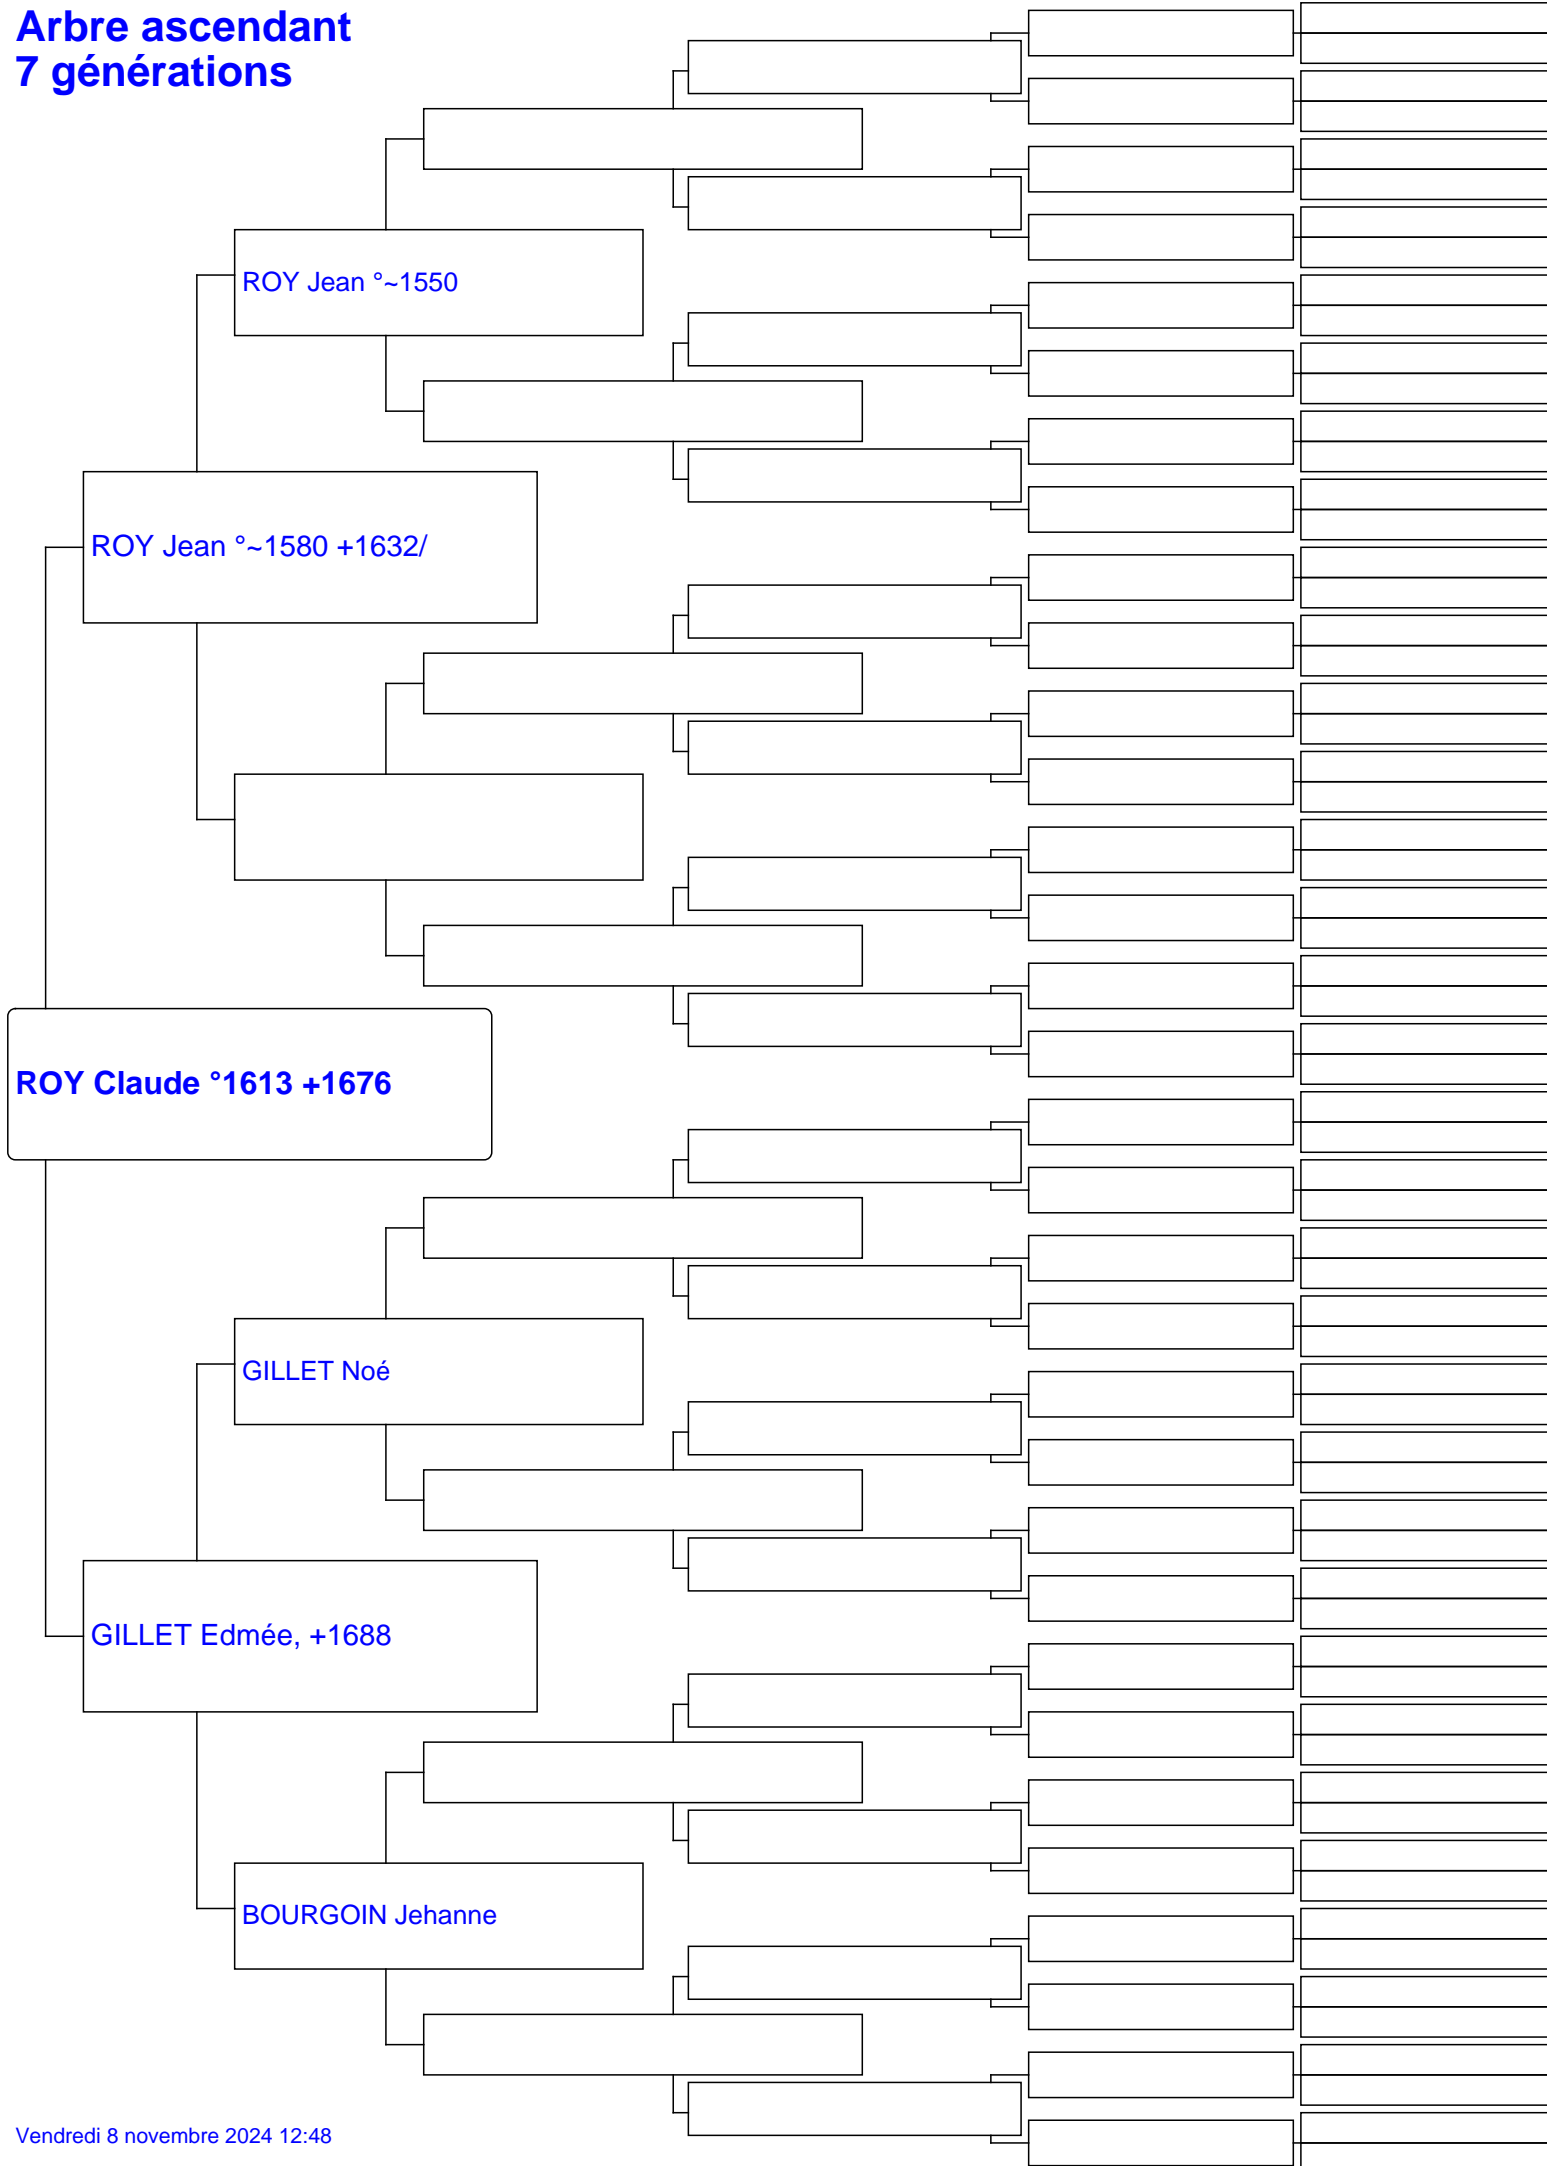 Arbre ascendant
7 générations
ROY Jean °~1550
ROY Jean °~1580 +1632/
ROY Claude °1613 +1676
GILLET Noé
GILLET Edmée, +1688
BOURGOIN Jehanne
Vendredi 8 novembre 2024 12:48